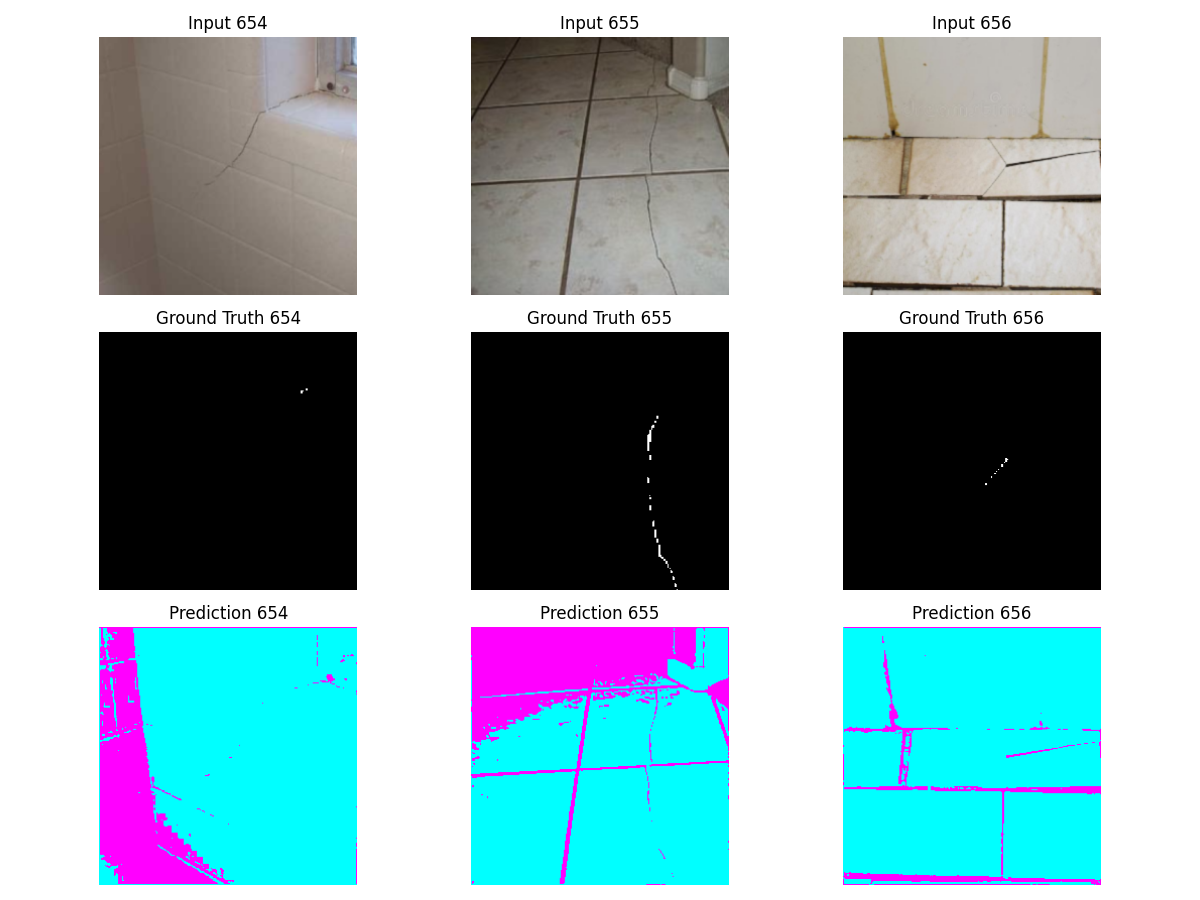 Input 654
Input 655
Input 656
Ground Truth 654
Ground Truth 655
Ground Truth 656
Prediction 654
Prediction 655
Prediction 656